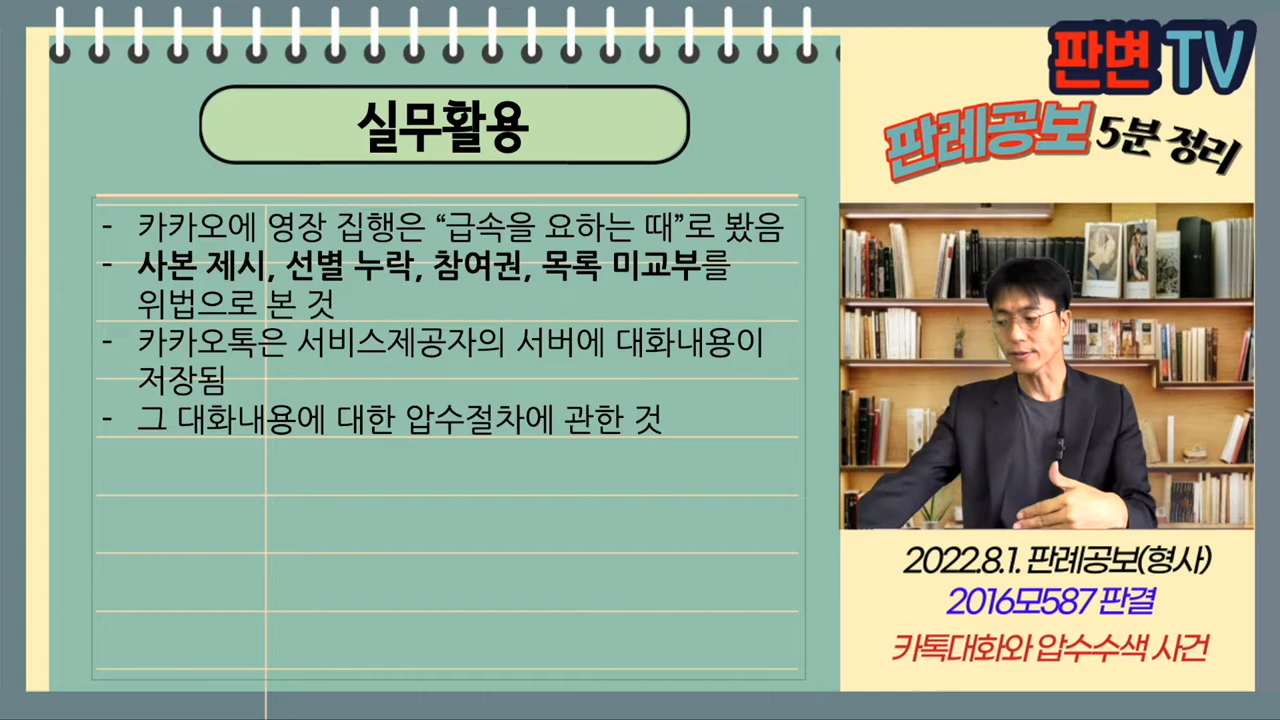 판변 TV
판례공보 5분 정리
실무활용
- 카카오에 영장 집행은 “급속을 요하는 때”로 봤음
- 사본 제시, 선별 누락, 참여권, 목록 미교부를
위법으로 본 것
- 카카오톡은 서비스제공자의 서버에 대화내용이
저장됨
- 그 대화내용에 대한 압수절차에 관한 것
2022.8.1. 판례공보(형사)
2016모587 판결
카톡대화와 압수수색 사건